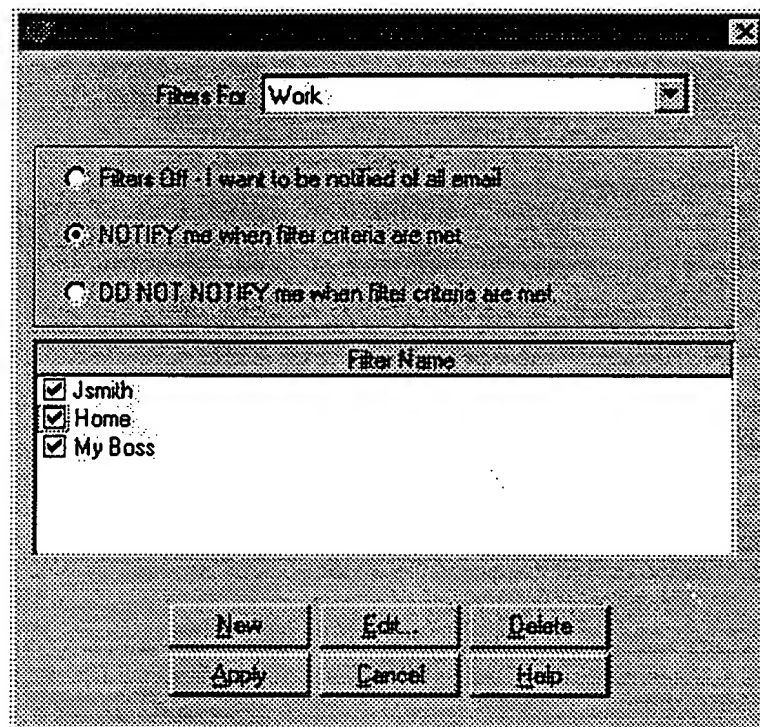 Filters For Work
Filters Off - I want to be notified of all email
NOTIFY me when filter criteria are met
DO NOT NOTIFY me when filter criteria are met.
Filter Name
Jsmith
Home
My Boss
New Edit... Delete
Apply Cancel Help